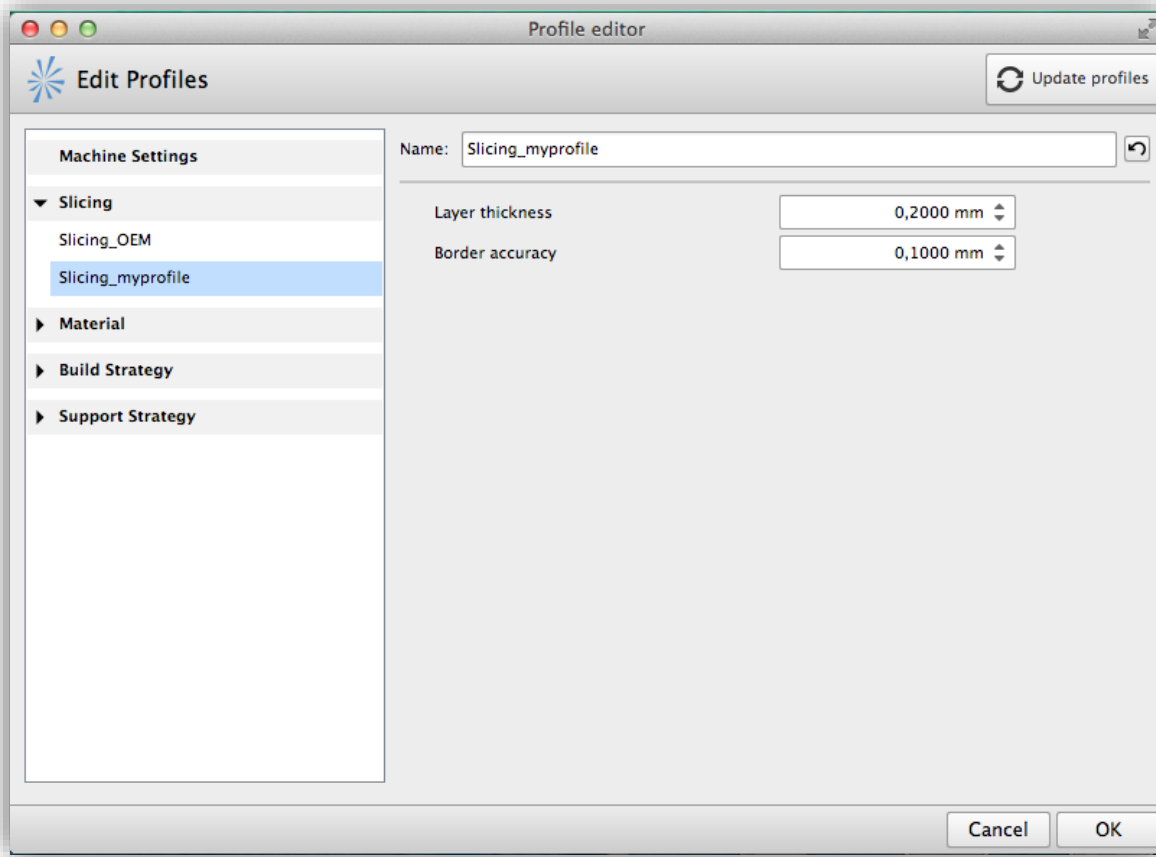 Profile editor
Edit Profiles
Update profiles
Machine Settings
Slicing
Slicing_OEM
Slicing_myprofile
Material
Build Strategy
Support Strategy
Name: Slicing_myprofile
Layer thickness 0,2000 mm
Border accuracy 0,1000 mm
Cancel OK